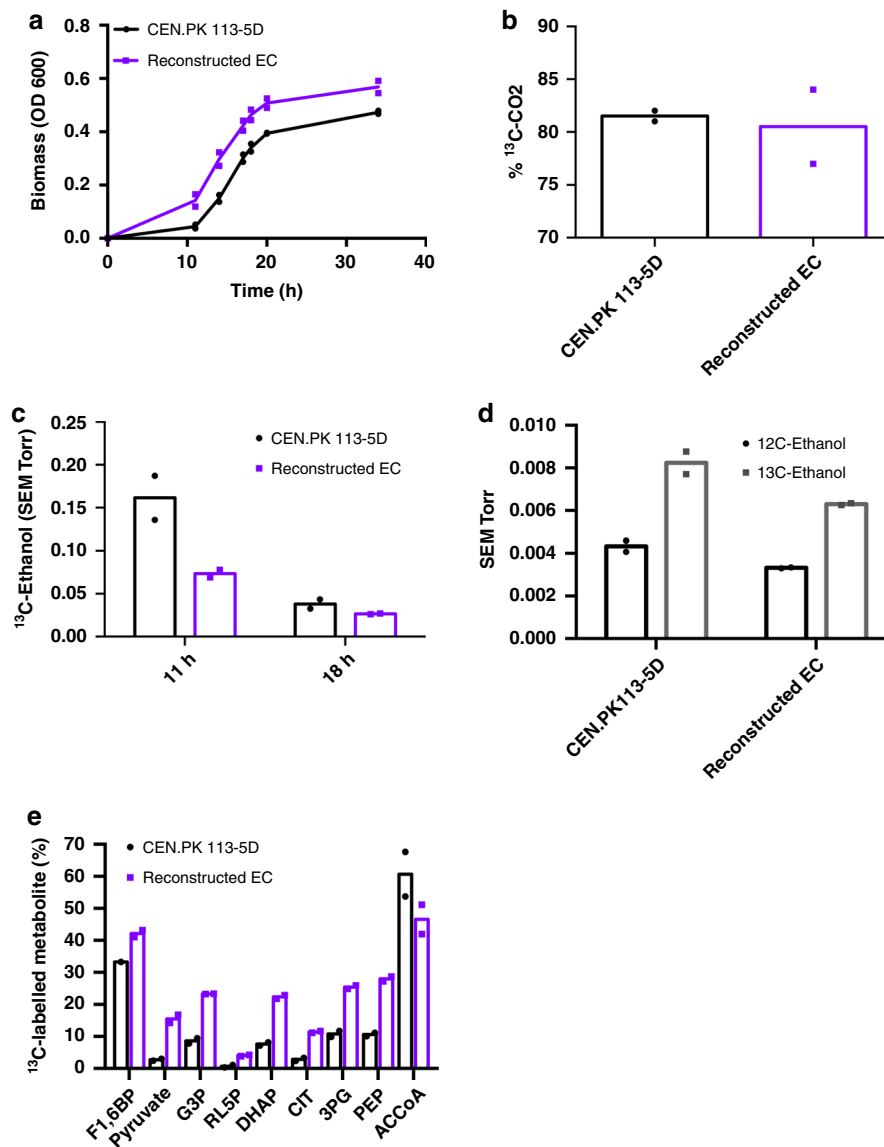 a
CEN.PK 113-5D
Reconstructed EC
Biomass (OD 600)
0.8
0.6
0.4
0.2
0.0
0
10
20
30
40
Time (h)
b
% ¹³C-CO2
90
85
80
75
70
CEN.PK 113-5D
Reconstructed EC
c
¹³C-Ethanol (SEM Torr)
0.25
0.20
0.15
0.10
0.05
0.00
CEN.PK 113-5D
Reconstructed EC
11 h
18 h
d
SEM Torr
0.010
0.008
0.006
0.004
0.002
0.000
12C-Ethanol
13C-Ethanol
CEN.PK113-5D
Reconstructed EC
e
¹³C-labelled metabolite (%)
70
60
50
40
30
20
10
0
CEN.PK 113-5D
Reconstructed EC
F1,6BP
Pyruvate
G3P
RL5P
DHAP
CIT
3PG
PEP
ACCoA